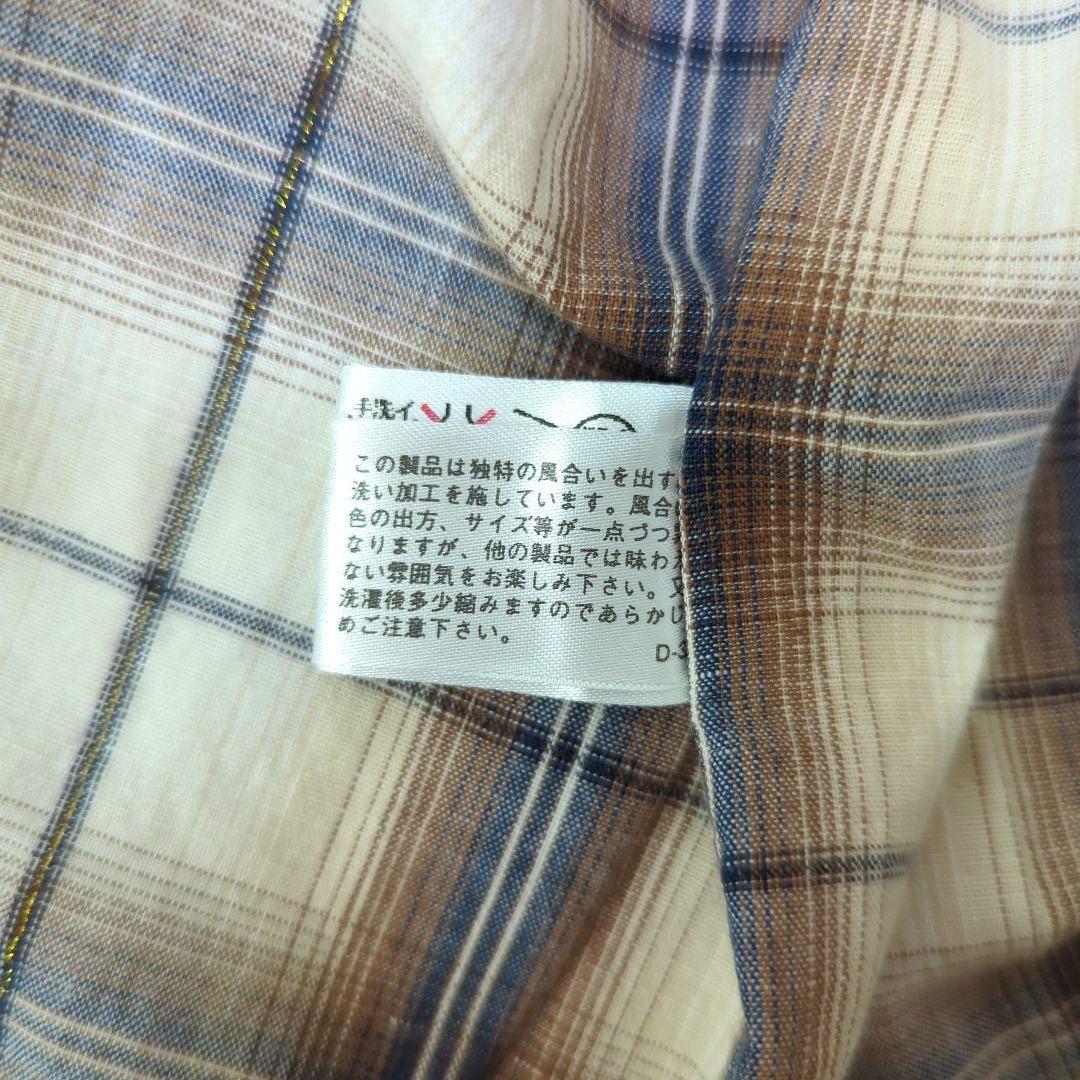 手洗イ
この製品は独特の風合いを出す
洗い加工を施しています。風合
色の出方、サイズ等が一点づつ
なりますが、他の製品では味わ
ない雰囲気をお楽しみ下さい。
洗濯後多少縮みますのであらかし
めご注意下さい。
D-3